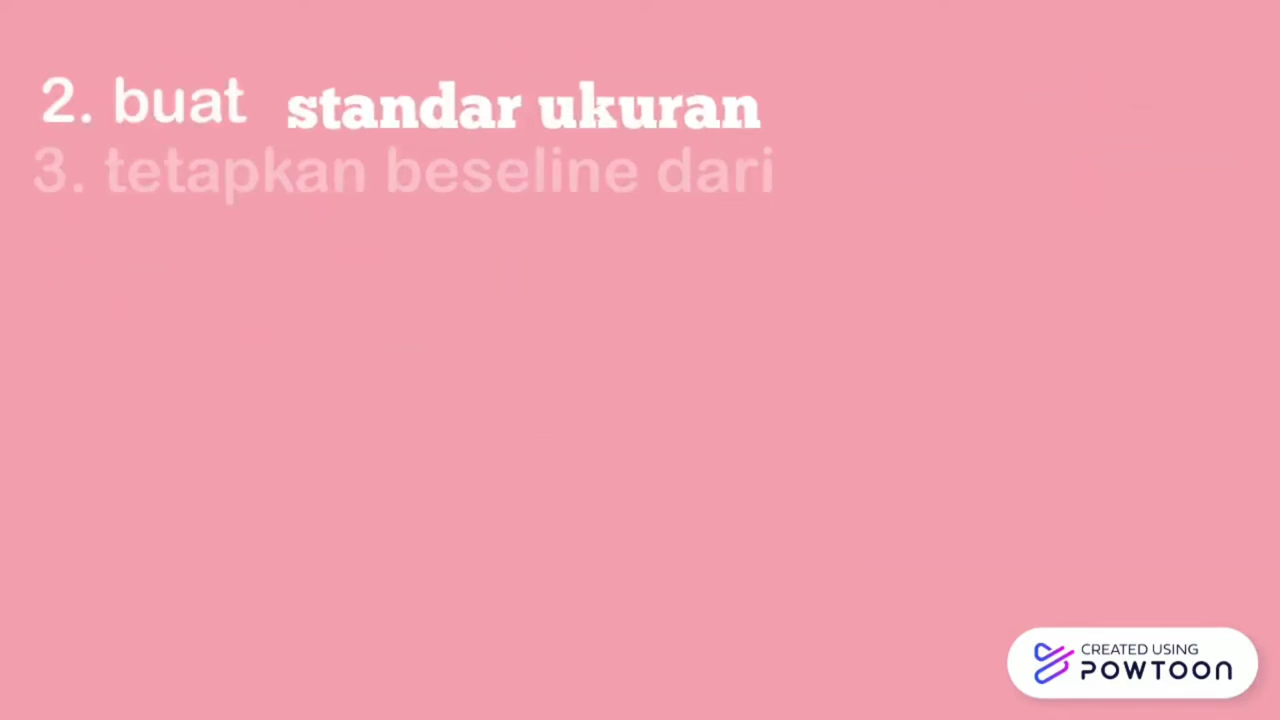 2. buat standar ukuran
3. tetapkan beseline dari
CREATED USING
POWTOON